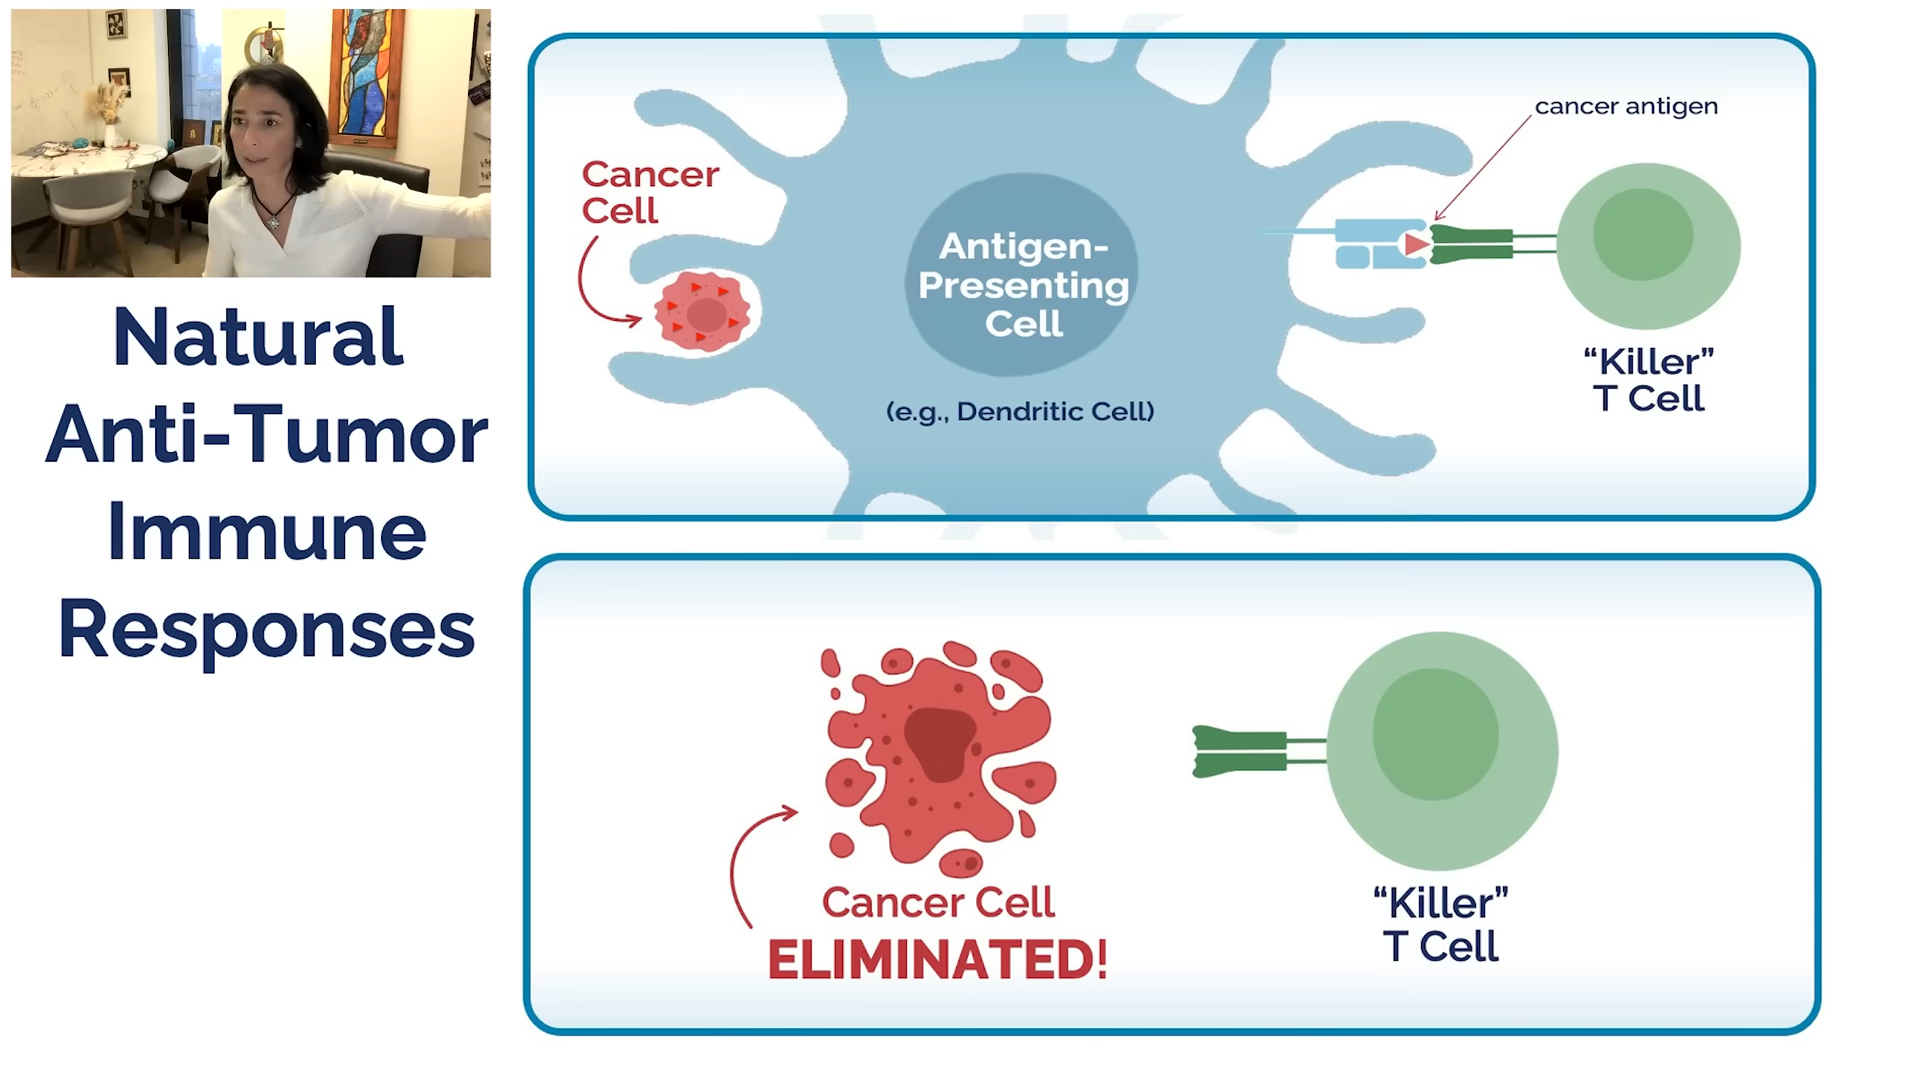 Natural
Anti-Tumor
Immune
Responses
Cancer
Cell
Antigen-
Presenting
Cell
(e.g., Dendritic Cell)
cancer antigen
“Killer”
T Cell
Cancer Cell
ELIMINATED!
“Killer”
T Cell